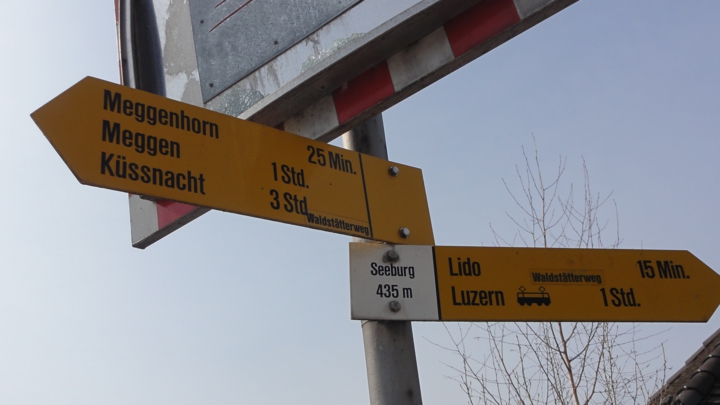 Meggenhorn 25 Min.
Meggen 1 Std.
Küssnacht 3 Std
Waldstätterweg
Seeburg
435 m
Lido Waldstätterweg 15 Min.
Luzern 1 Std.